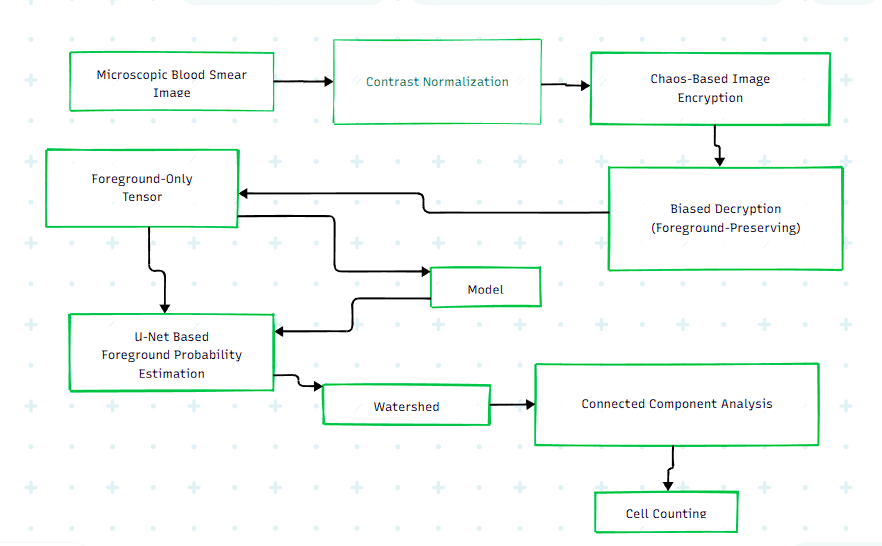 Microscopic Blood Smear
Image
Contrast Normalization
Chaos-Based Image
Encryption
Foreground-Only
Tensor
Biased Decryption
(Foreground-Preserving)
Model
U-Net Based
Foreground Probability
Estimation
Watershed
Connected Component Analysis
Cell Counting